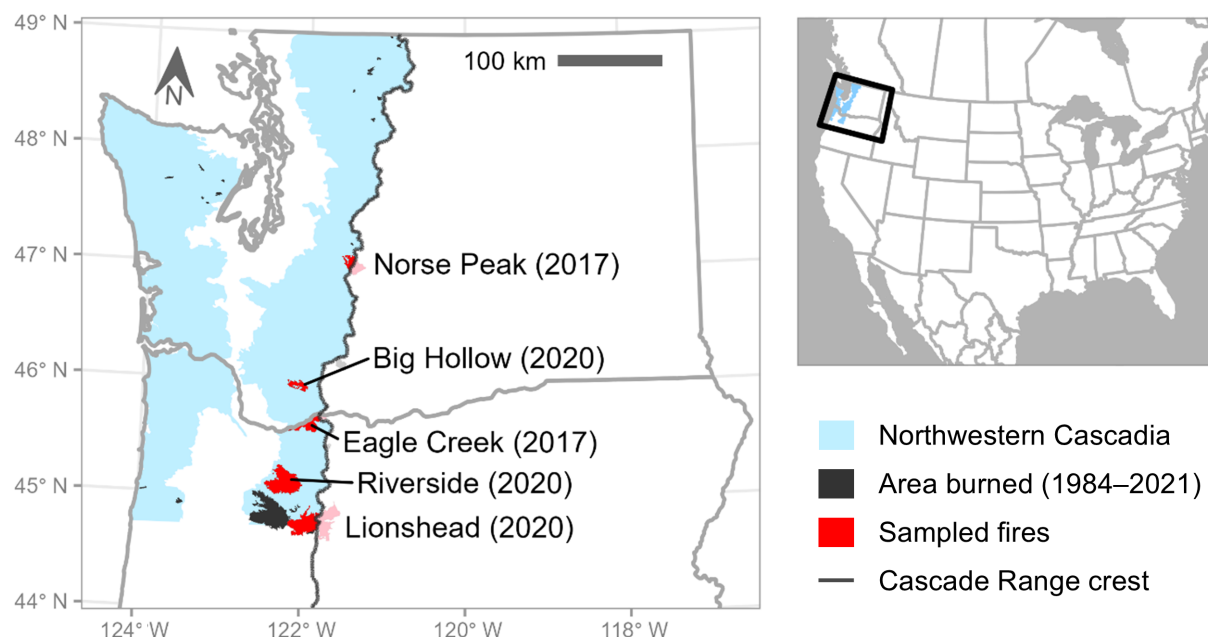 49° N
48° N
47° N
46° N
45° N
44° N
124° W
122° W
120° W
118° W
N
100 km
Norse Peak (2017)
Big Hollow (2020)
Eagle Creek (2017)
Riverside (2020)
Lionshead (2020)
Northwestern Cascadia
Area burned (1984–2021)
Sampled fires
Cascade Range crest